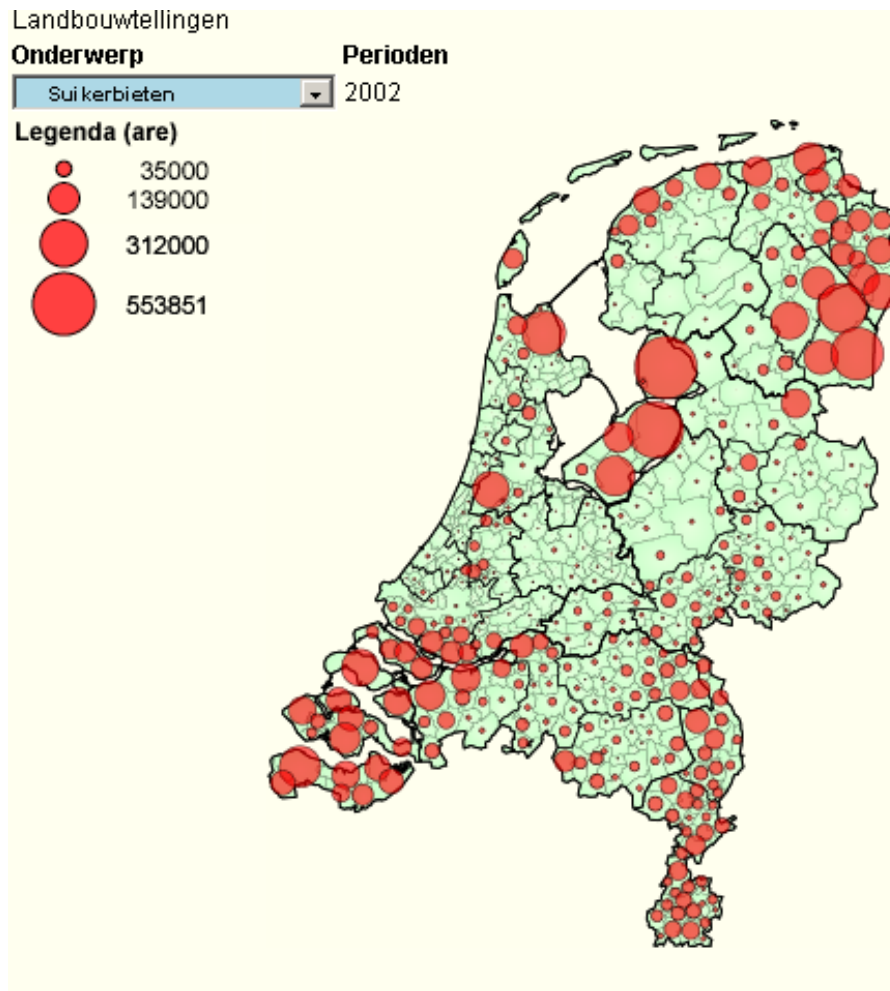 Landbouwtellingen
Onderwerp Perioden
Suikerbieten 2002
Legenda (are)
35000
139000
312000
553851